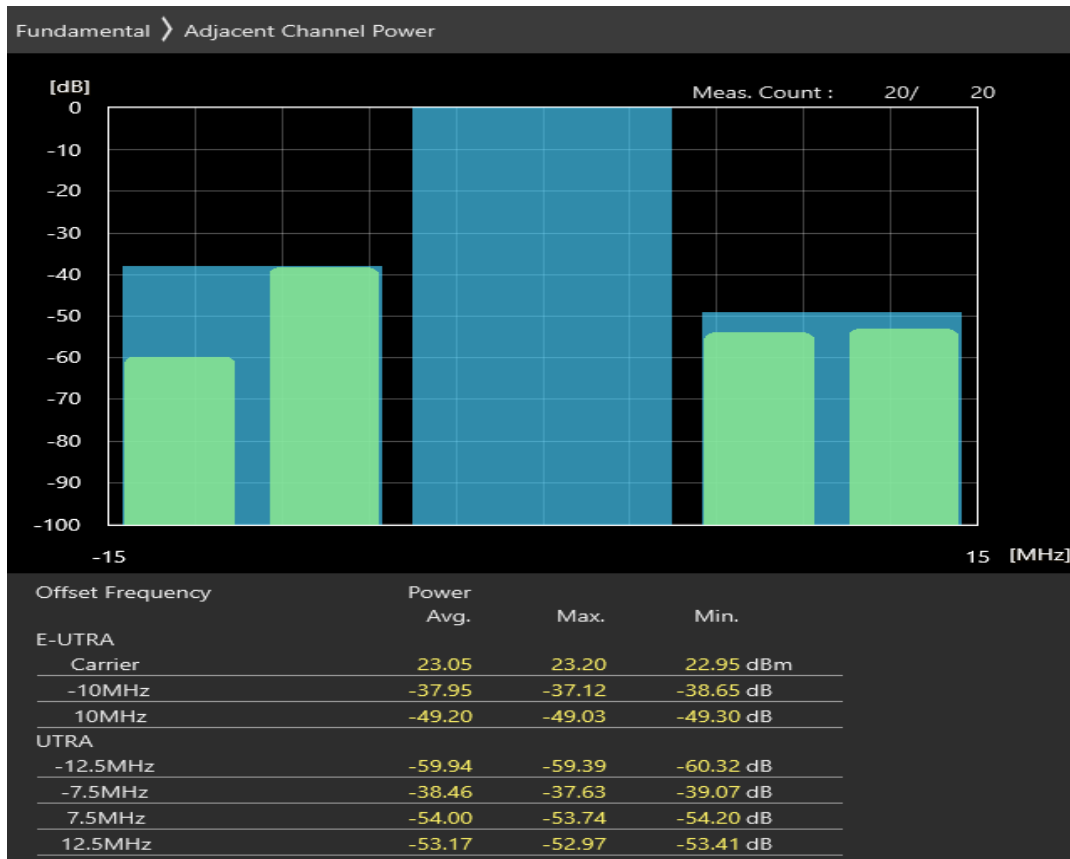 Fundamental ❯ Adjacent Channel Power
[dB]
Meas. Count : 20/ 20
0
-10
-20
-30
-40
-50
-60
-70
-80
-90
-100
-15 15 [MHz]
Offset Frequency Power
Avg. Max. Min.
E-UTRA
Carrier 23.05 23.20 22.95 dBm
-10MHz -37.95 -37.12 -38.65 dB
10MHz -49.20 -49.03 -49.30 dB
UTRA
-12.5MHz -59.94 -59.39 -60.32 dB
-7.5MHz -38.46 -37.63 -39.07 dB
7.5MHz -54.00 -53.74 -54.20 dB
12.5MHz -53.17 -52.97 -53.41 dB